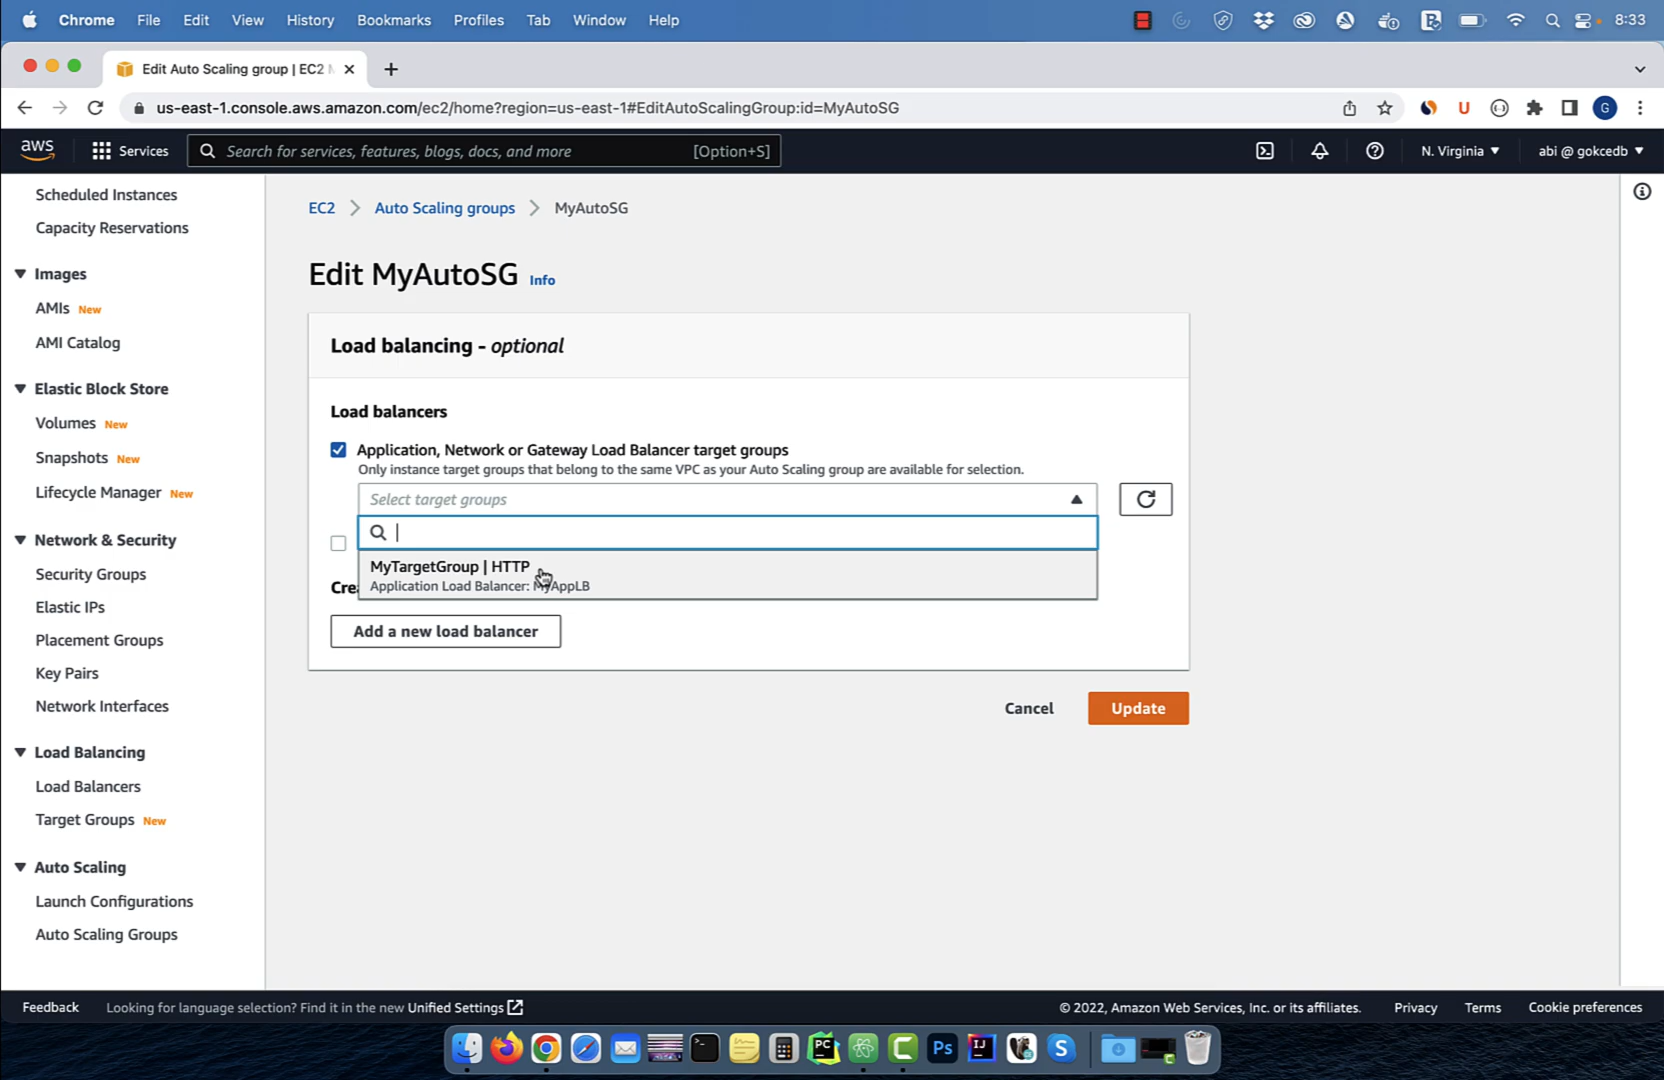 Chrome File Edit View History Bookmarks Profiles Tab Window Help 8:33
Edit Auto Scaling group | EC2 M
us-east-1.console.aws.amazon.com/ec2/home?region=us-east-1#EditAutoScalingGroup:id=MyAutoSG U G
aws Services Search for services, features, blogs, docs, and more [Option+S] N. Virginia abi @ gokcedb
Scheduled Instances
Capacity Reservations
Images
AMIs New
AMI Catalog
Elastic Block Store
Volumes New
Snapshots New
Lifecycle Manager New
Network & Security
Security Groups
Elastic IPs
Placement Groups
Key Pairs
Network Interfaces
Load Balancing
Load Balancers
Target Groups New
Auto Scaling
Launch Configurations
Auto Scaling Groups
EC2 Auto Scaling groups MyAutoSG
Edit MyAutoSG Info
Load balancing - optional
Load balancers
Application, Network or Gateway Load Balancer target groups
Only instance target groups that belong to the same VPC as your Auto Scaling group are available for selection.
Select target groups
MyTargetGroup | HTTP
Application Load Balancer: MyAppLB
Cre
Add a new load balancer
Cancel Update
Feedback Looking for language selection? Find it in the new Unified Settings © 2022, Amazon Web Services, Inc. or its affiliates. Privacy Terms Cookie preferences
PC Ps IJ S